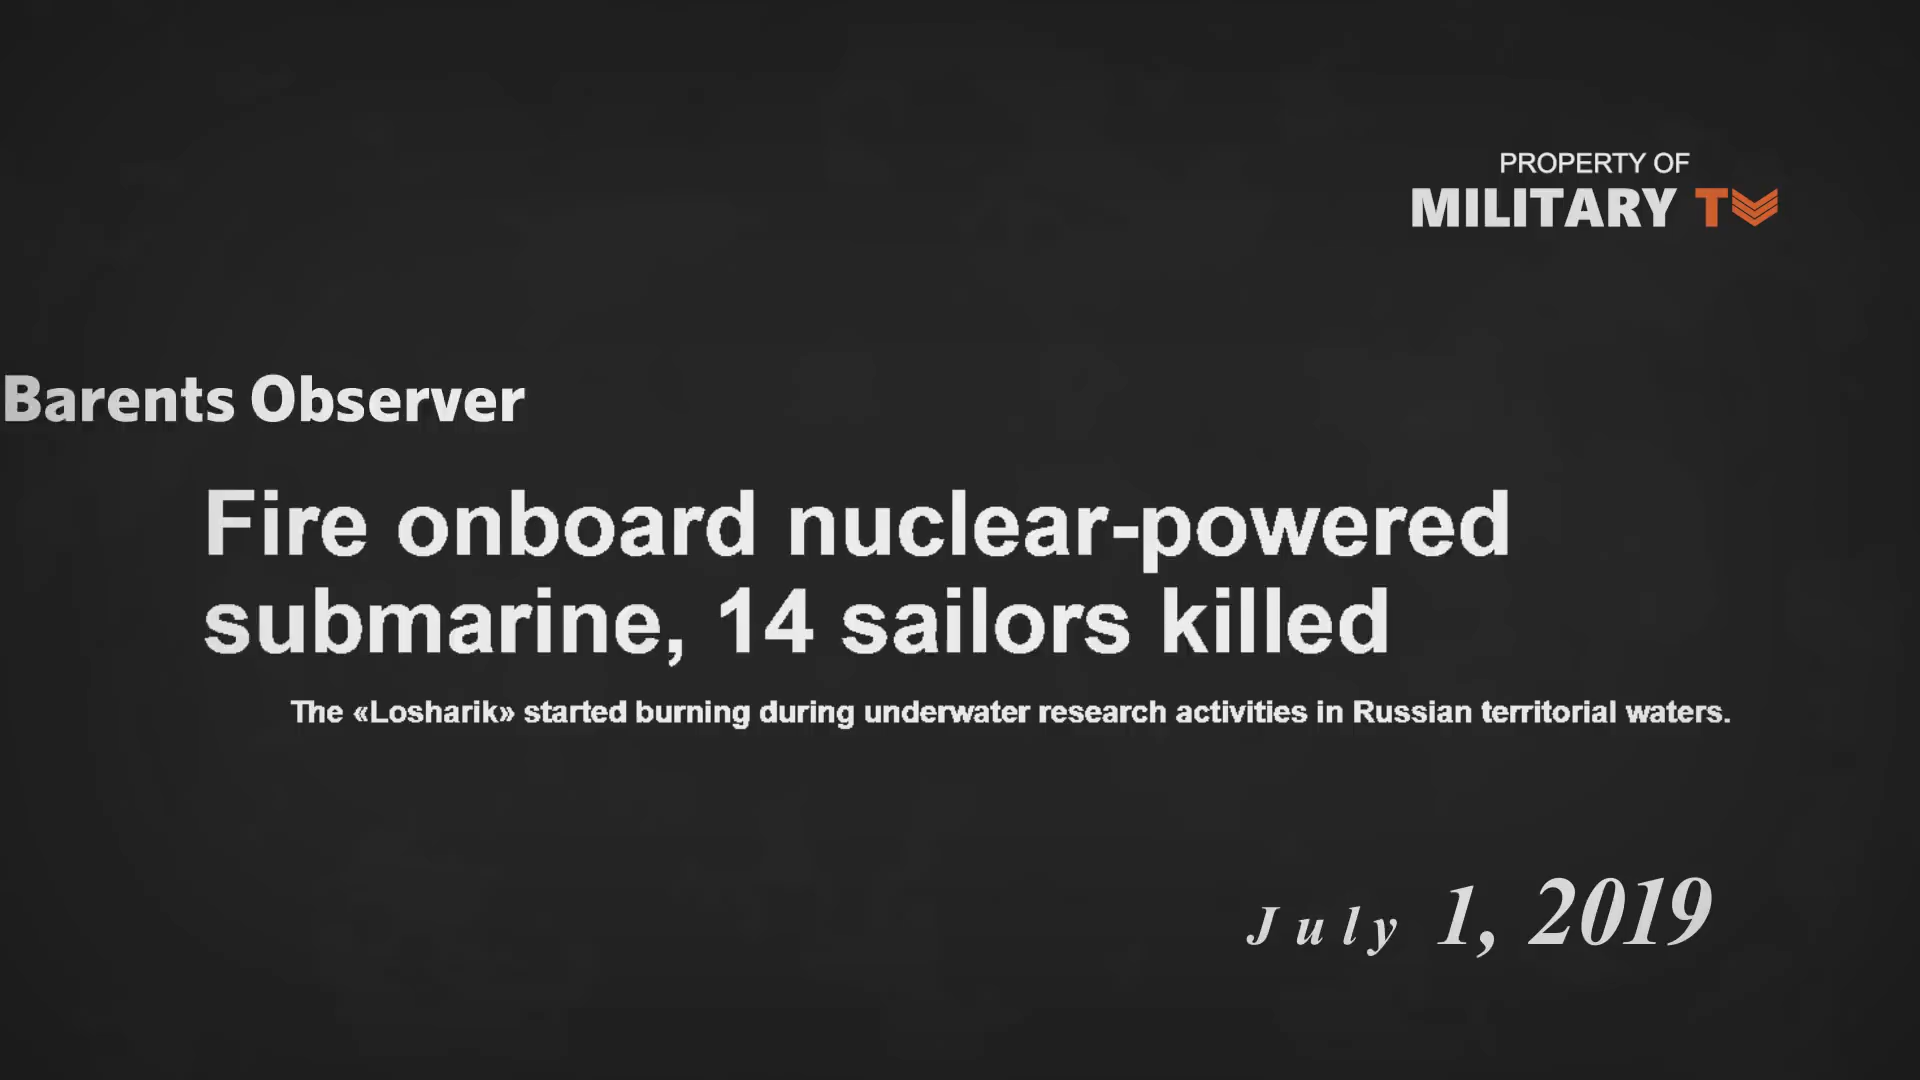 PROPERTY OF
MILITARY TV
Barents Observer
Fire onboard nuclear-powered
submarine, 14 sailors killed
The «Losharik» started burning during underwater research activities in Russian territorial waters.
July 1, 2019